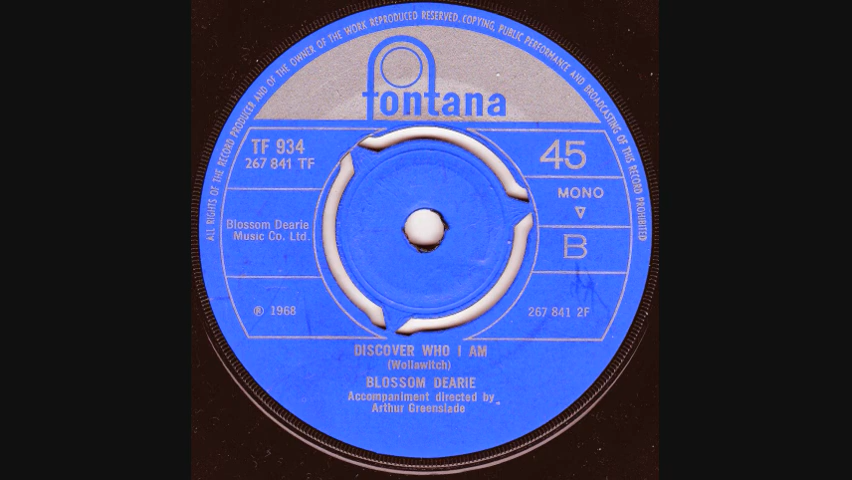 ALL RIGHTS OF THE RECORD PRODUCER AND OF THE OWNER OF THE WORK REPRODUCED RESERVED. COPYING, PUBLIC PERFORMANCE AND BROADCASTING OF THIS RECORD PROHIBITED
fontana
TF 934
267 841 TF
45
MONO
B
Blossom Dearie
Music Co. Ltd.
℗ 1968
267 841 2F
DISCOVER WHO I AM
(Wollawitch)
BLOSSOM DEARIE
Accompaniment directed by
Arthur Greenslade